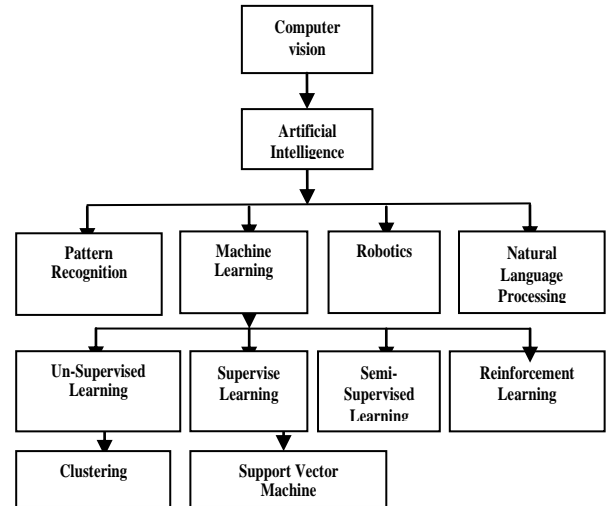 Computer
vision
Artificial
Intelligence
Pattern
Recognition
Machine
Learning
Robotics
Natural
Language
Processing
Un-Supervised
Learning
Supervise
Learning
Semi-
Supervised
Learning
Reinforcement
Learning
Clustering
Support Vector
Machine